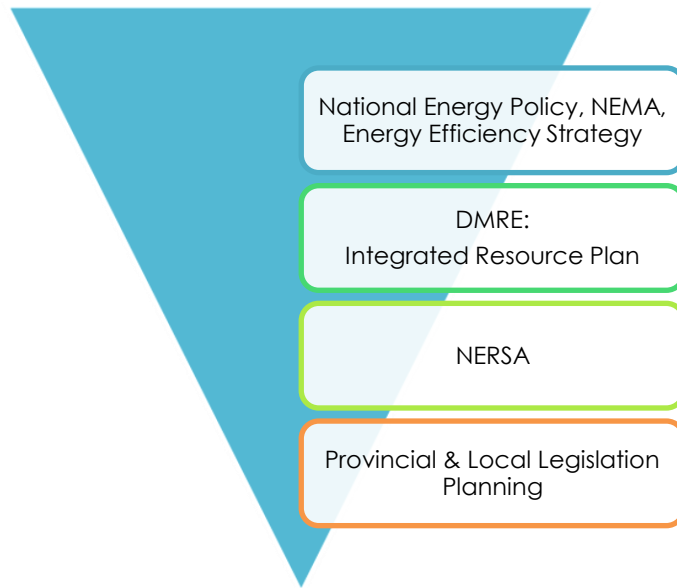 National Energy Policy, NEMA,
Energy Efficiency Strategy
DMRE:
Integrated Resource Plan
NERSA
Provincial & Local Legislation
Planning